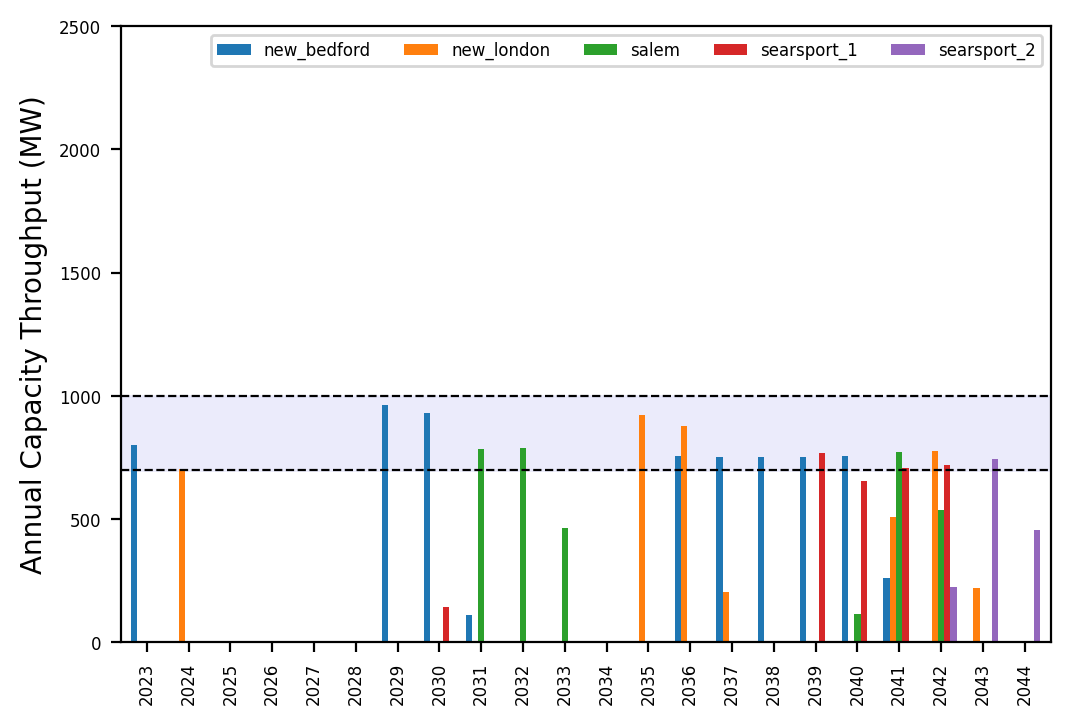 Annual Capacity Throughput (MW)
2500
2000
1500
1000
500
0
new_bedford new_london salem searsport_1 searsport_2
2023 2024 2025 2026 2027 2028 2029 2030 2031 2032 2033 2034 2035 2036 2037 2038 2039 2040 2041 2042 2043 2044